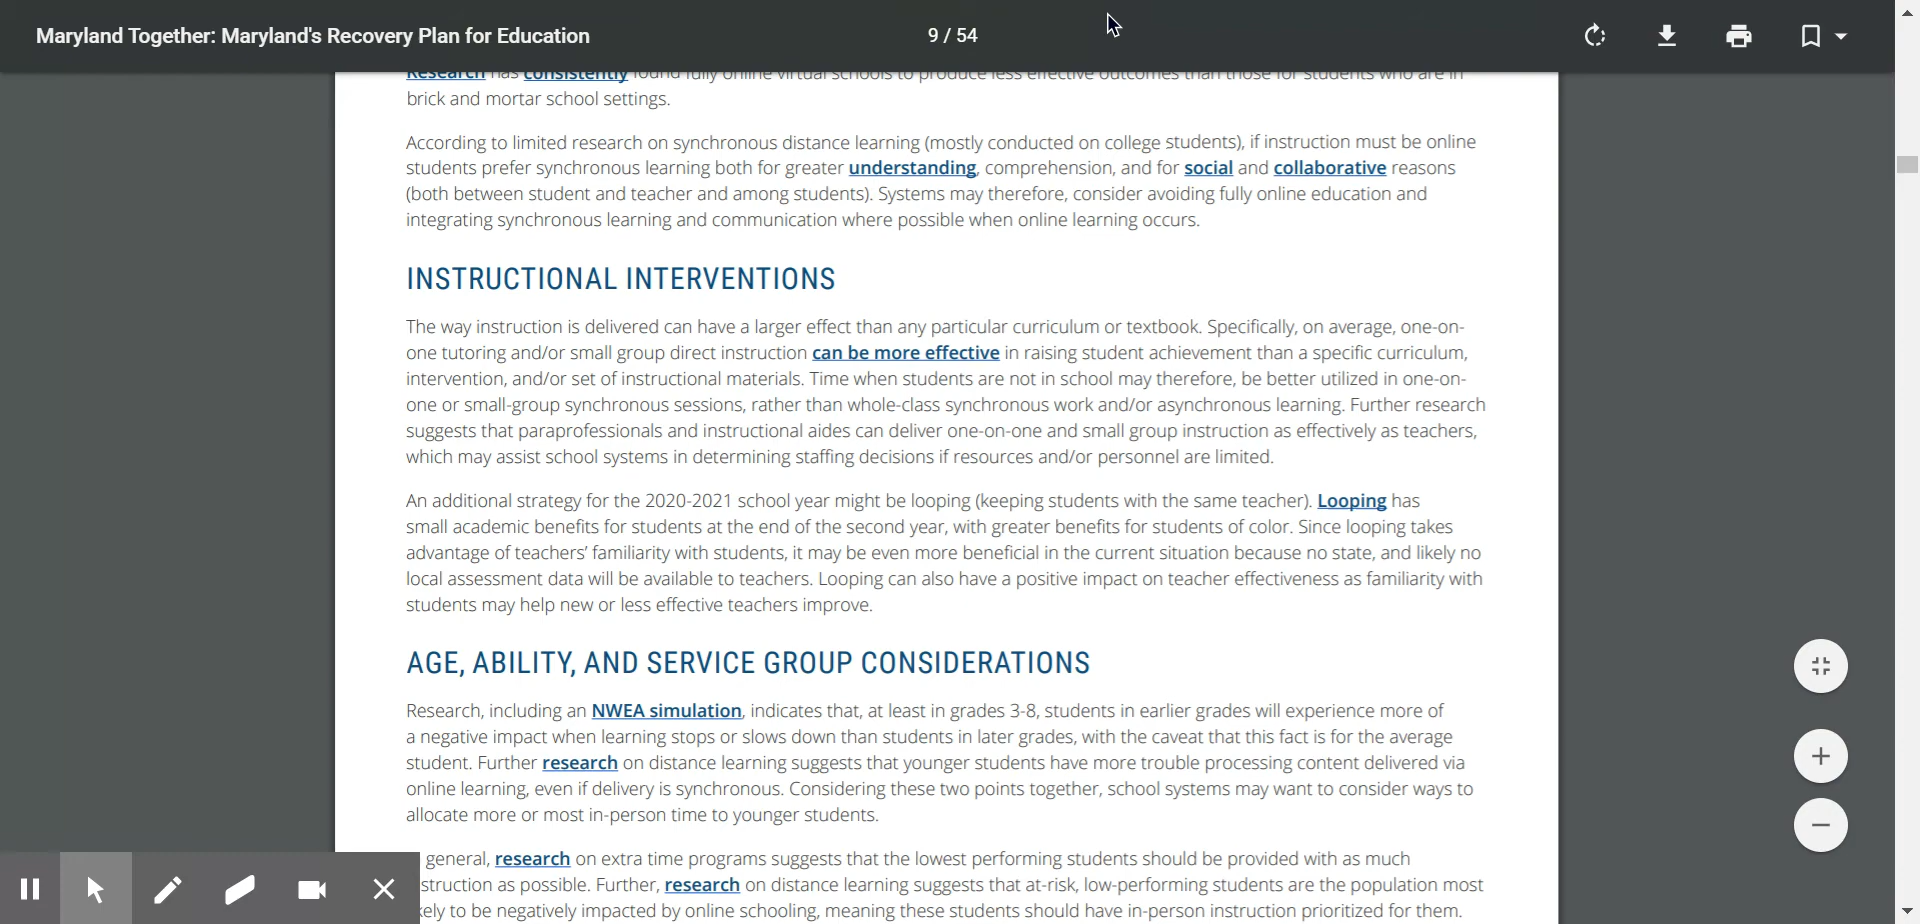 Maryland Together: Maryland's Recovery Plan for Education
9 / 54
Research has consistently found fully online virtual schools to produce less effective outcomes than those for students who are in
brick and mortar school settings.
According to limited research on synchronous distance learning (mostly conducted on college students), if instruction must be online
students prefer synchronous learning both for greater understanding, comprehension, and for social and collaborative reasons
(both between student and teacher and among students). Systems may therefore, consider avoiding fully online education and
integrating synchronous learning and communication where possible when online learning occurs.
INSTRUCTIONAL INTERVENTIONS
The way instruction is delivered can have a larger effect than any particular curriculum or textbook. Specifically, on average, one-on-
one tutoring and/or small group direct instruction can be more effective in raising student achievement than a specific curriculum,
intervention, and/or set of instructional materials. Time when students are not in school may therefore, be better utilized in one-on-
one or small-group synchronous sessions, rather than whole-class synchronous work and/or asynchronous learning. Further research
suggests that paraprofessionals and instructional aides can deliver one-on-one and small group instruction as effectively as teachers,
which may assist school systems in determining staffing decisions if resources and/or personnel are limited.
An additional strategy for the 2020-2021 school year might be looping (keeping students with the same teacher). Looping has
small academic benefits for students at the end of the second year, with greater benefits for students of color. Since looping takes
advantage of teachers' familiarity with students, it may be even more beneficial in the current situation because no state, and likely no
local assessment data will be available to teachers. Looping can also have a positive impact on teacher effectiveness as familiarity with
students may help new or less effective teachers improve.
AGE, ABILITY, AND SERVICE GROUP CONSIDERATIONS
Research, including an NWEA simulation, indicates that, at least in grades 3-8, students in earlier grades will experience more of
a negative impact when learning stops or slows down than students in later grades, with the caveat that this fact is for the average
student. Further research on distance learning suggests that younger students have more trouble processing content delivered via
online learning, even if delivery is synchronous. Considering these two points together, school systems may want to consider ways to
allocate more or most in-person time to younger students.
general, research on extra time programs suggests that the lowest performing students should be provided with as much
struction as possible. Further, research on distance learning suggests that at-risk, low-performing students are the population most
kely to be negatively impacted by online schooling, meaning these students should have in-person instruction prioritized for them.